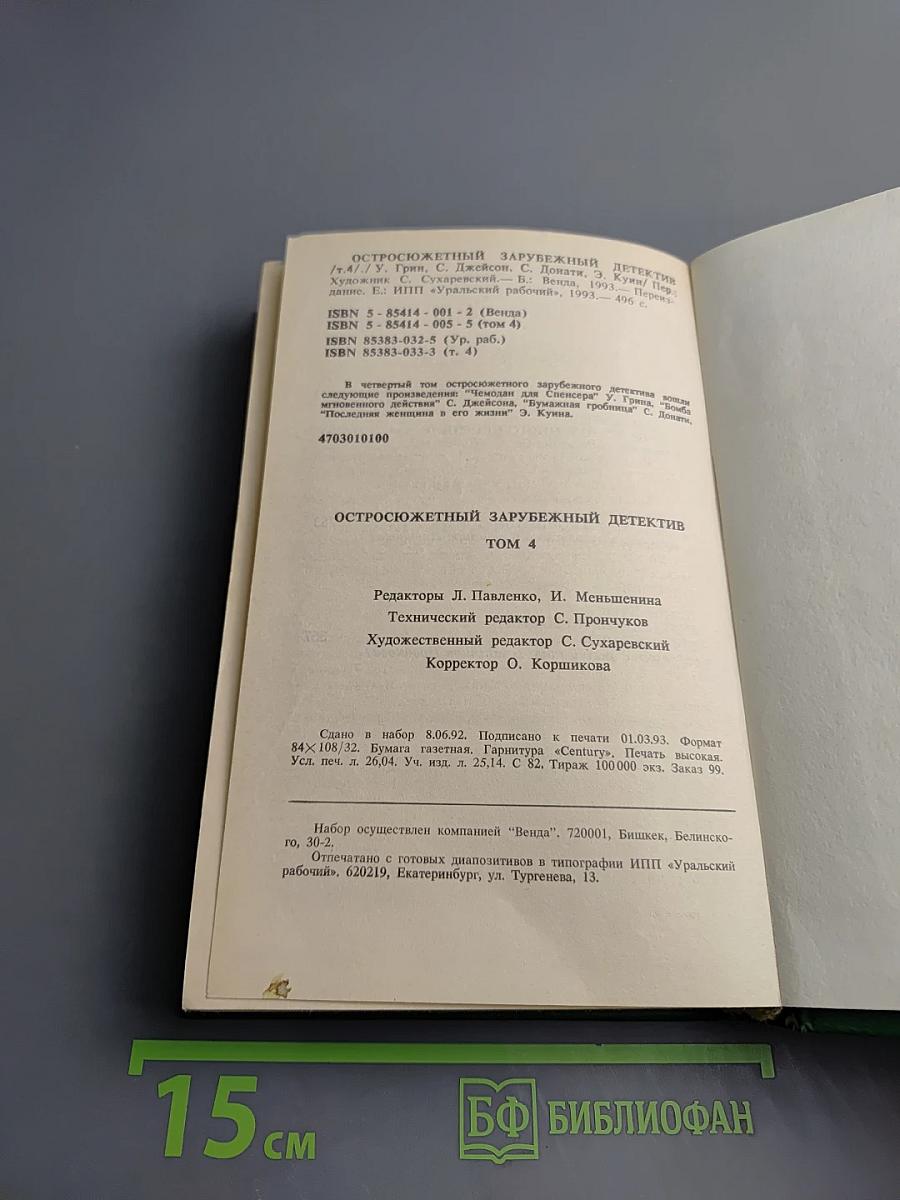 ОСТРОСЮЖЕТНЫЙ ЗАРУБЕЖНЫЙ ДЕТЕКТИВ
/т.4/./ У. Грин, С. Джейсон, С. Донати, Э. Куин/ Пер.;
Художник С. Сухаревский.— Б.: Венда, 1993.— Переиз-
дание. Е.: ИПП «Уральский рабочий», 1993.— 496 с.
ISBN 5 - 85414 - 001 - 2 (Венда)
ISBN 5 - 85414 - 005 - 5 (том 4)
ISBN 85383-032-5 (Ур. раб.)
ISBN 85383-033-3 (т. 4)
В четвертый том остросюжетного зарубежного детектива вошли
следующие произведения: "Чемодан для Спенсера" У. Грина, "Бомба
мгновенного действия" С. Джейсона, "Бумажная гробница" С. Донати,
"Последняя женщина в его жизни" Э. Куина.
4703010100
ОСТРОСЮЖЕТНЫЙ ЗАРУБЕЖНЫЙ ДЕТЕКТИВ
ТОМ 4
Редакторы Л. Павленко, И. Меньшенина
Технический редактор С. Прончуков
Художественный редактор С. Сухаревский
Корректор О. Коршикова
Сдано в набор 8.06.92. Подписано к печати 01.03.93. Формат
84×108/32. Бумага газетная. Гарнитура «Century». Печать высокая.
Усл. печ. л. 26,04. Уч. изд. л. 25,14. С 82. Тираж 100 000 экз. Заказ 99.
Набор осуществлен компанией "Венда". 720001, Бишкек, Белинско-
го, 30-2.
Отпечатано с готовых диапозитивов в типографии ИПП «Уральский
рабочий». 620219, Екатеринбург, ул. Тургенева, 13.
15 см
БФ БИБЛИОФАН